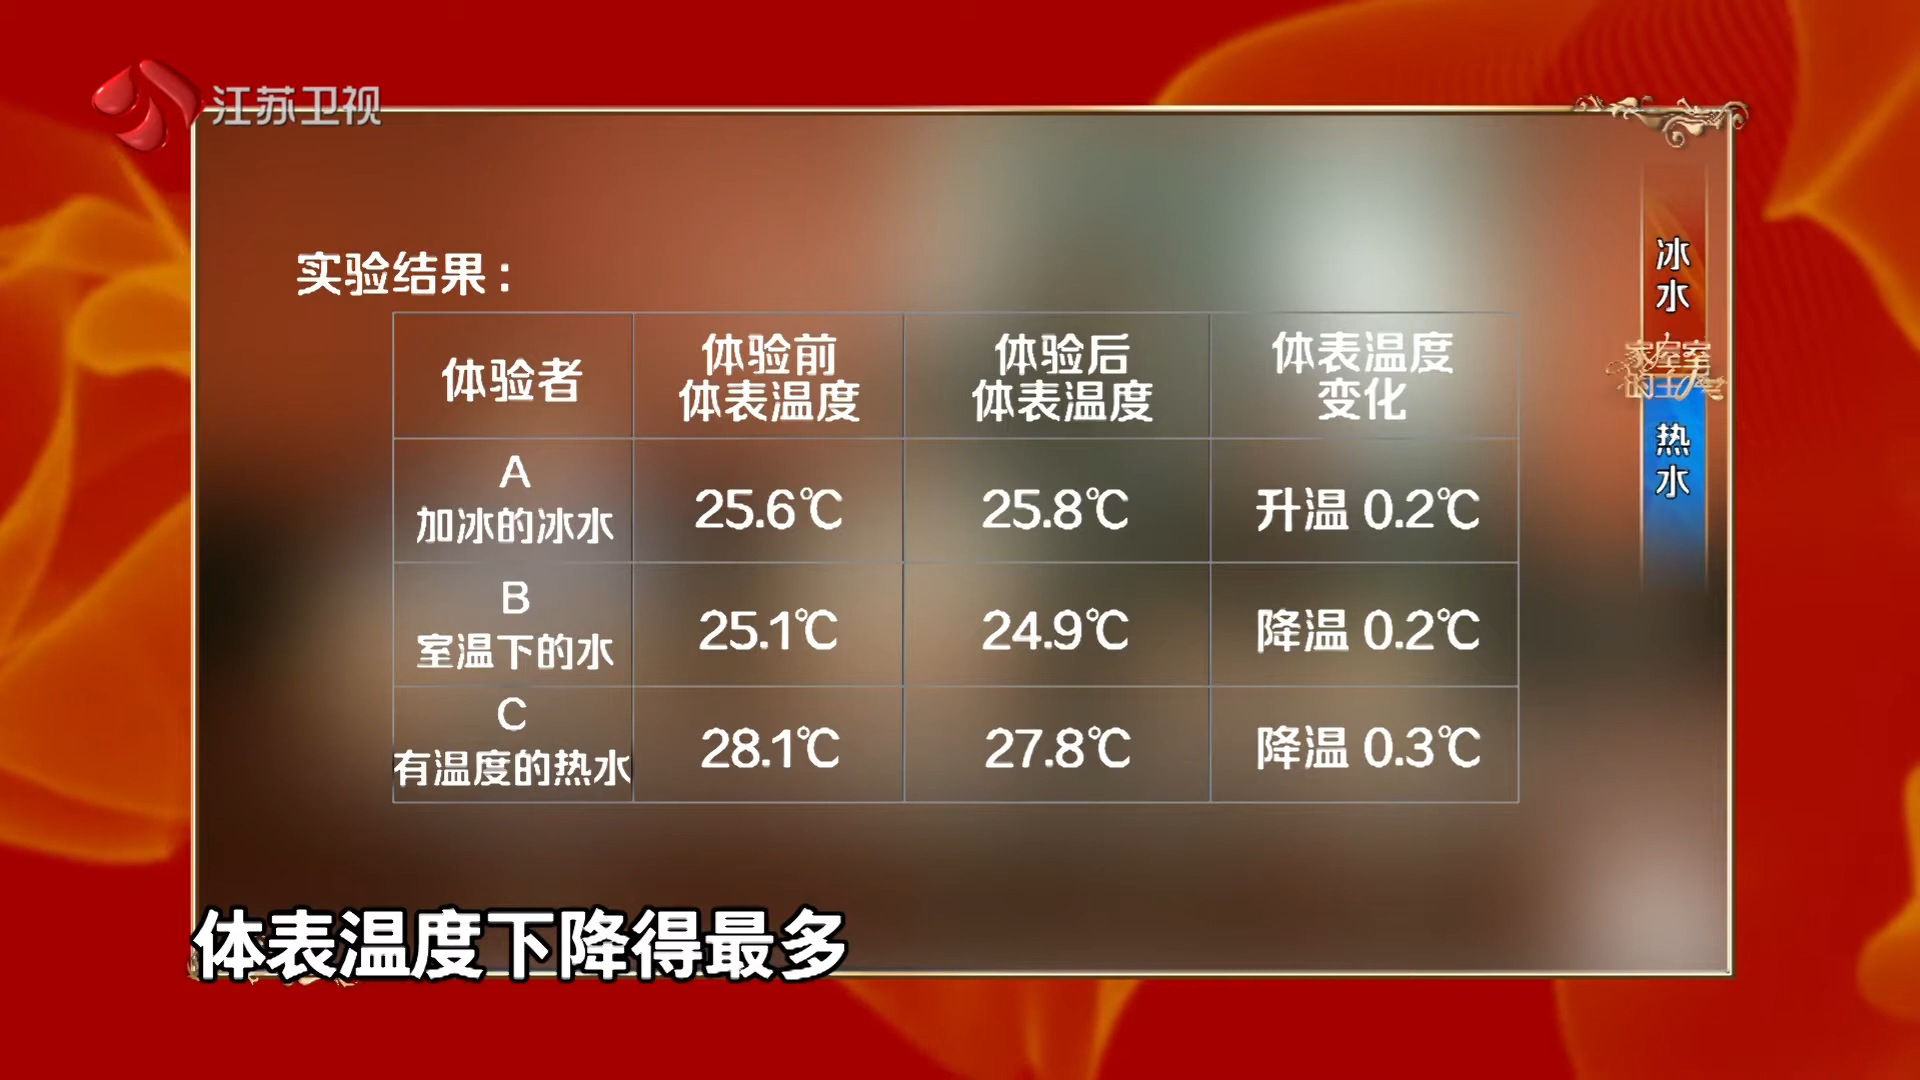 江苏卫视
实验结果：
体验者
体验前
体表温度
体验后
体表温度
体表温度
变化
A
加冰的冰水
25.6℃
25.8℃
升温 0.2℃
B
室温下的水
25.1℃
24.9℃
降温 0.2℃
C
有温度的热水
28.1℃
27.8℃
降温 0.3℃
冰水
热水
体表温度下降得最多